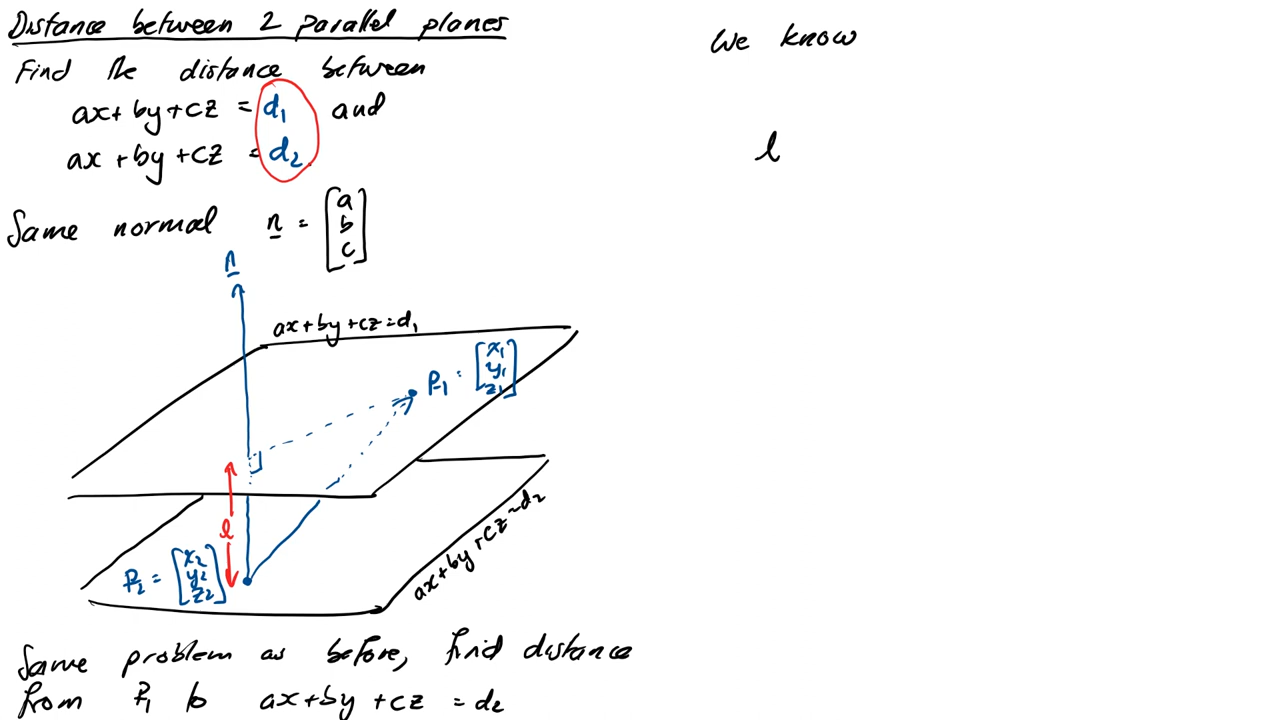 Distance between 2 parallel planes
Find the distance between
ax + by + cz = d₁ and
ax + by + cz = d₂
Same normal n = [a b c]
n
ax+by+cz=d₁
P₁ = [x₁ y₁ z₁]
l
P₂ = [x₂ y₂ z₂]
ax+by+cz=d₂
Same problem as before, find distance
from P₁ to ax+by+cz = d₂
We know
l